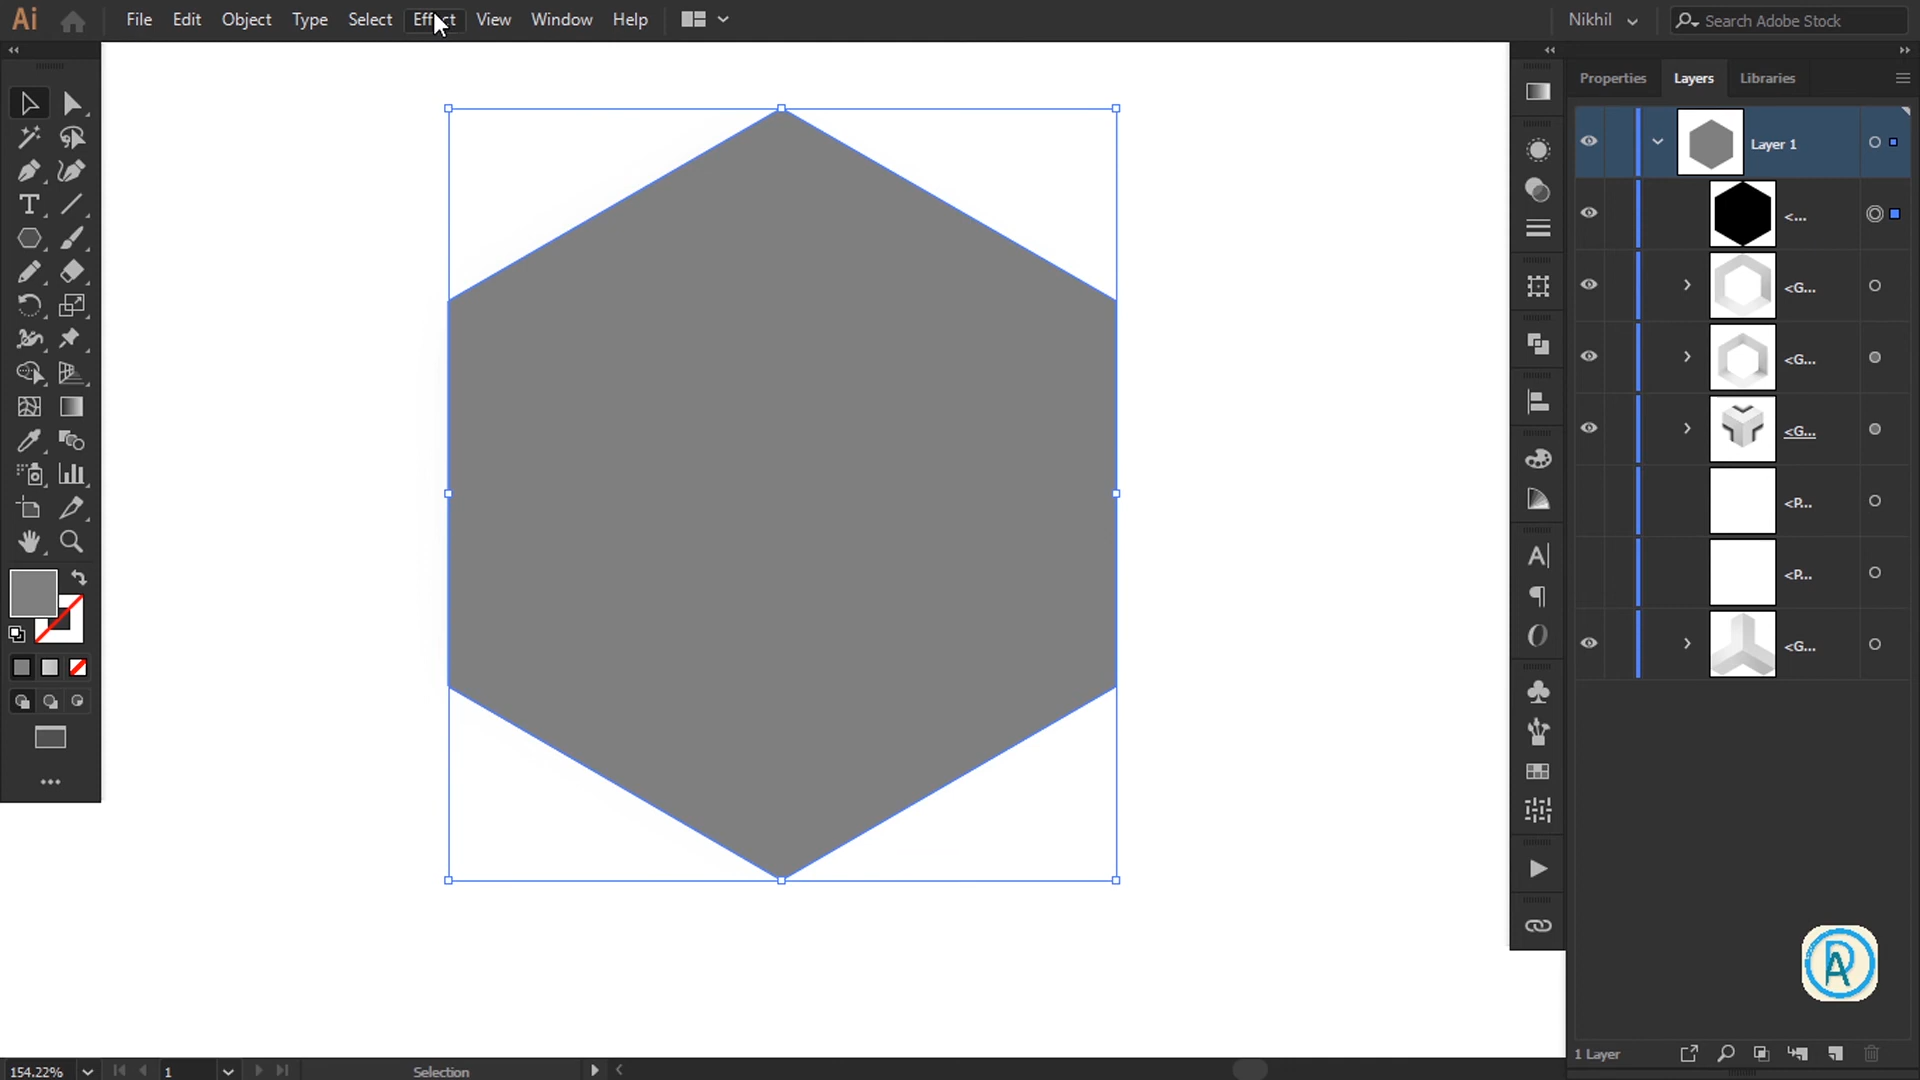 Ai File Edit Object Type Select Effect View Window Help Nikhil Search Adobe Stock
Properties Layers Libraries
Layer 1
<...
<G...
<G...
<G...
<P...
<P...
<G...
154.22% 1 Selection 1 Layer